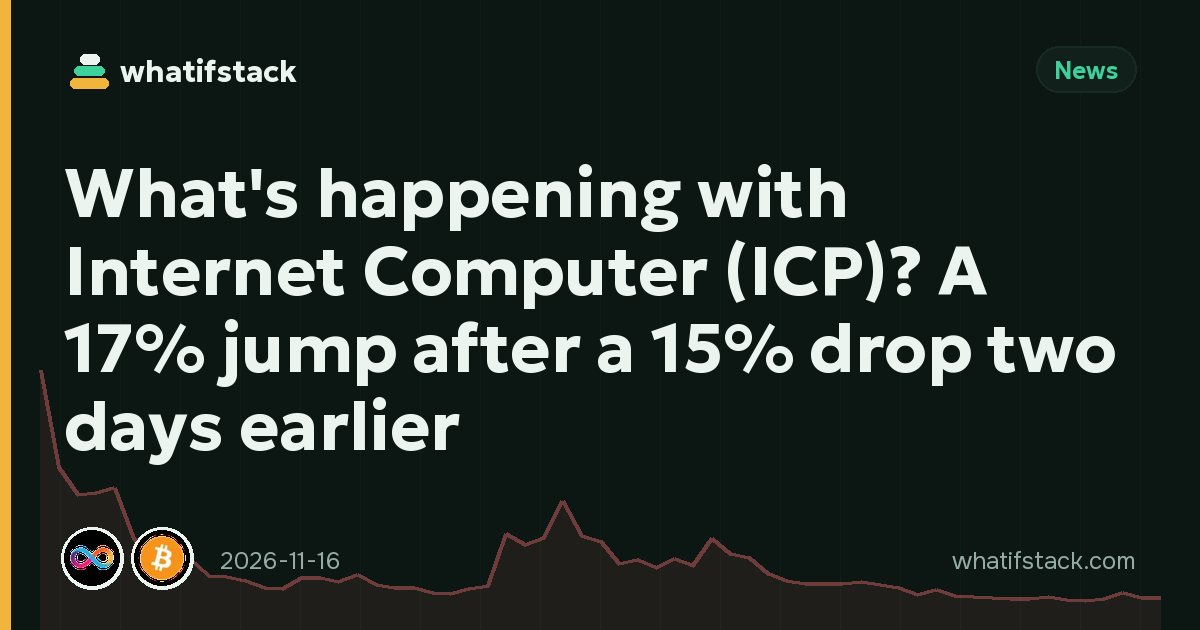 whatifstack
News
What's happening with
Internet Computer (ICP)? A
17% jump after a 15% drop two
days earlier
2026-11-16
whatifstack.com